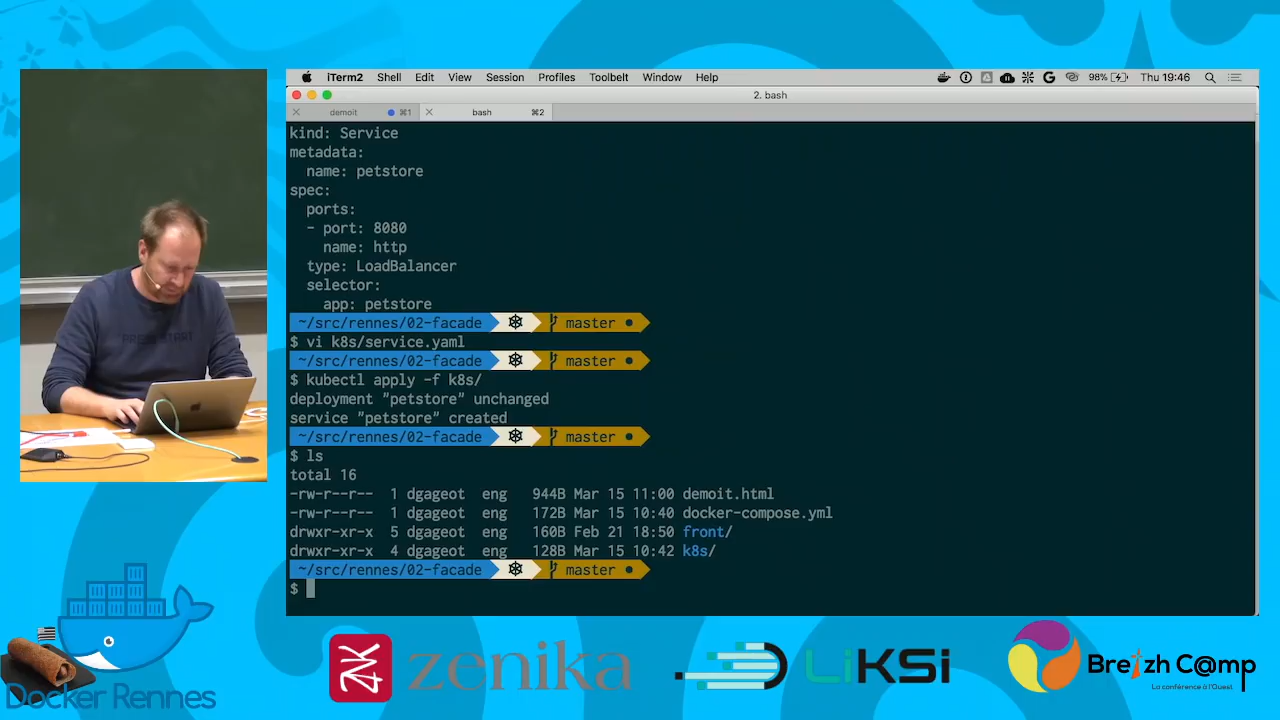 iTerm2 Shell Edit View Session Profiles Toolbelt Window Help 98% Thu 19:46
2. bash
demoit ⌘1 bash ⌘2
kind: Service
metadata:
  name: petstore
spec:
  ports:
  - port: 8080
    name: http
  type: LoadBalancer
  selector:
    app: petstore
~/src/rennes/02-facade master ●
$ vi k8s/service.yaml
~/src/rennes/02-facade master ●
$ kubectl apply -f k8s/
deployment "petstore" unchanged
service "petstore" created
~/src/rennes/02-facade master ●
$ ls
total 16
-rw-r--r-- 1 dgageot eng 944B Mar 15 11:00 demoit.html
-rw-r--r-- 1 dgageot eng 172B Mar 15 10:40 docker-compose.yml
drwxr-xr-x 5 dgageot eng 160B Feb 21 18:50 front/
drwxr-xr-x 4 dgageot eng 128B Mar 15 10:42 k8s/
~/src/rennes/02-facade master ●
$
Docker Rennes
zenika
LiKSi
Breizh C@mp
La conférence à l'Ouest